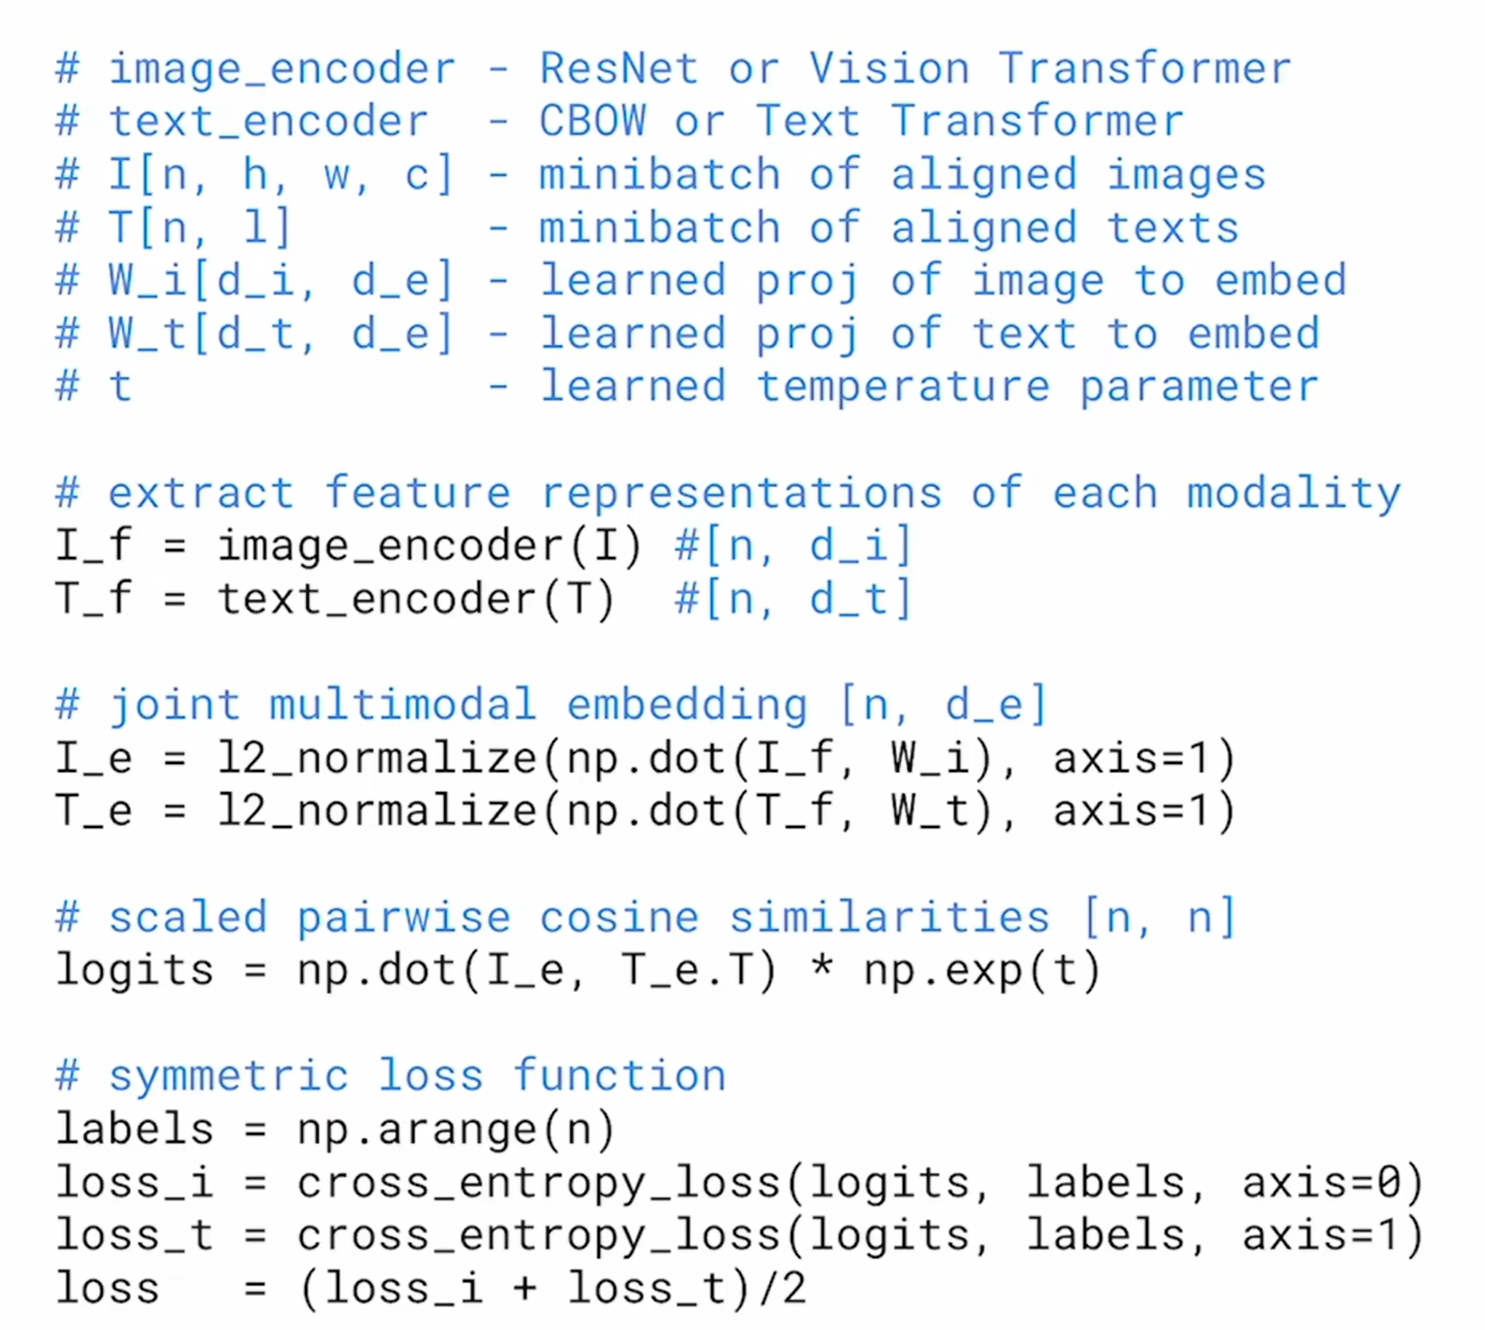 # image_encoder - ResNet or Vision Transformer
# text_encoder  - CBOW or Text Transformer
# I[n, h, w, c] - minibatch of aligned images
# T[n, l]       - minibatch of aligned texts
# W_i[d_i, d_e] - learned proj of image to embed
# W_t[d_t, d_e] - learned proj of text to embed
# t             - learned temperature parameter

# extract feature representations of each modality
I_f = image_encoder(I) #[n, d_i]
T_f = text_encoder(T)  #[n, d_t]

# joint multimodal embedding [n, d_e]
I_e = l2_normalize(np.dot(I_f, W_i), axis=1)
T_e = l2_normalize(np.dot(T_f, W_t), axis=1)

# scaled pairwise cosine similarities [n, n]
logits = np.dot(I_e, T_e.T) * np.exp(t)

# symmetric loss function
labels = np.arange(n)
loss_i = cross_entropy_loss(logits, labels, axis=0)
loss_t = cross_entropy_loss(logits, labels, axis=1)
loss   = (loss_i + loss_t)/2